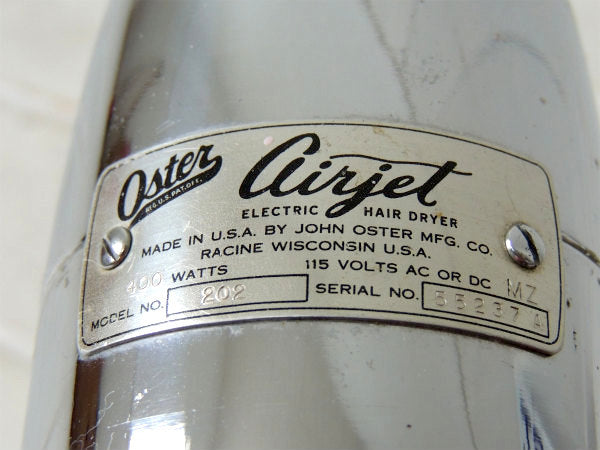 Oster
REG. U.S. PAT. OFF.
Airjet
ELECTRIC HAIR DRYER
MADE IN U.S.A. BY JOHN OSTER MFG. CO.
RACINE WISCONSIN U.S.A.
400 WATTS 115 VOLTS AC OR DC MZ
MODEL NO. 202 SERIAL NO. 55237A